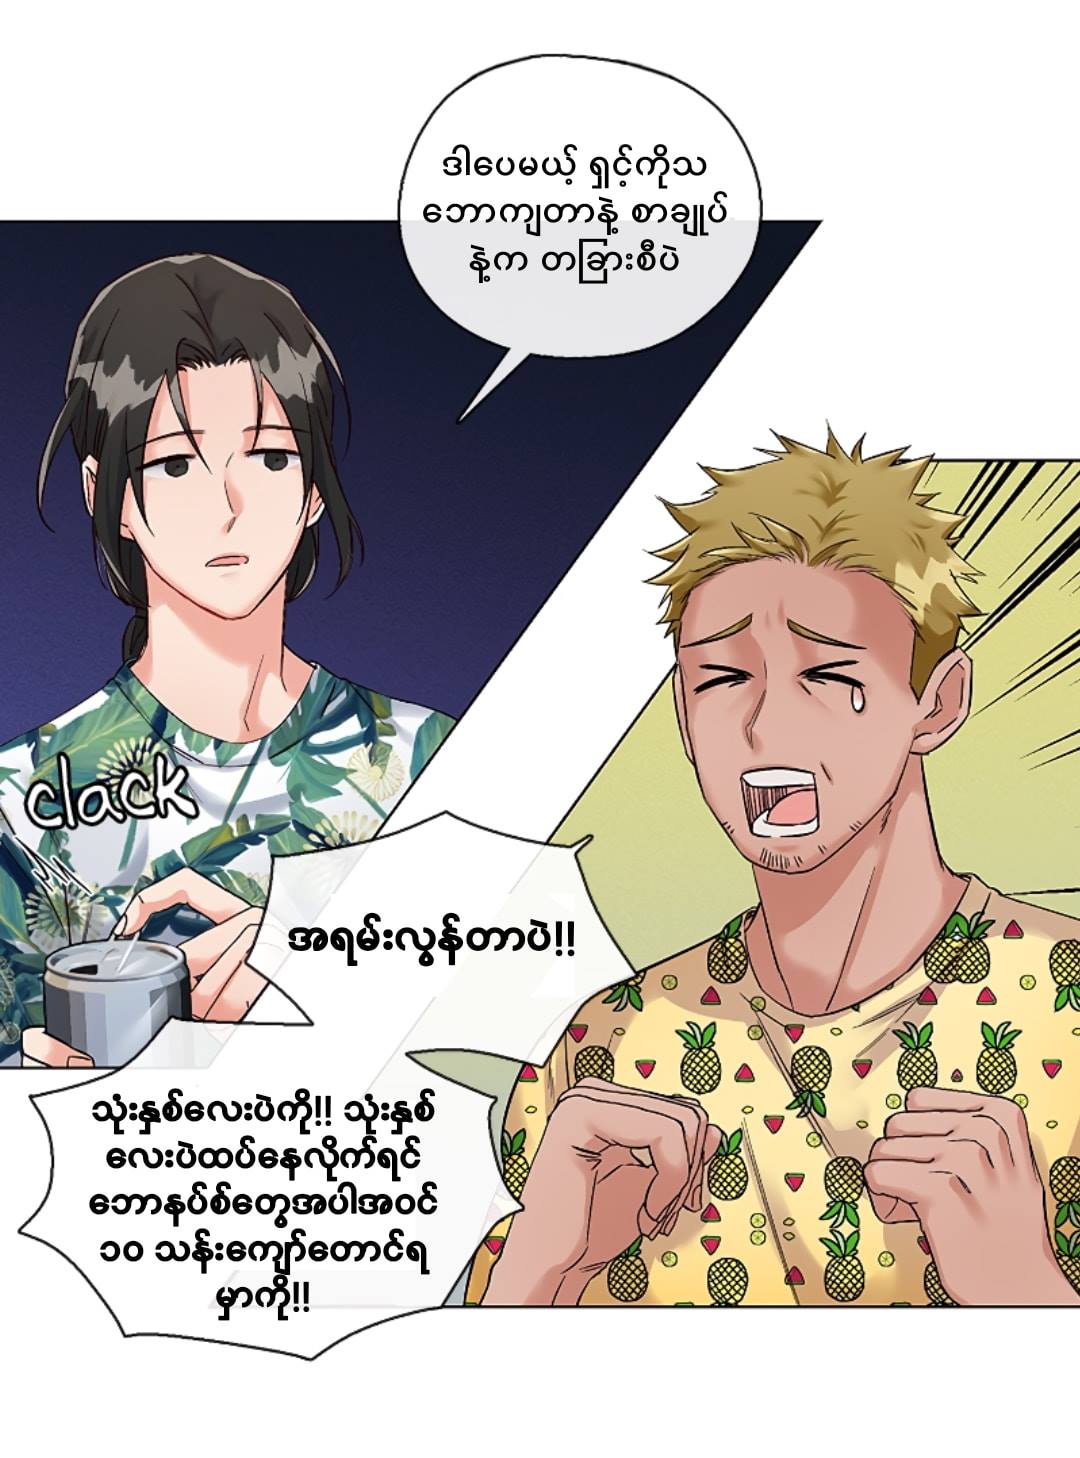 ဒါပေမယ့် ရှင့်ကိုသ
ဘောကျတာနဲ့ စာချုပ်
နဲ့က တခြားစီပဲ
clack
အရမ်းလွန်တာပဲ!!
သုံးနှစ်လေးပဲကို!! သုံးနှစ်
လေးပဲထပ်နေလိုက်ရင်
ဘောနပ်စ်တွေအပါအဝင်
၁၀ သန်းကျော်တောင်ရ
မှာကို!!